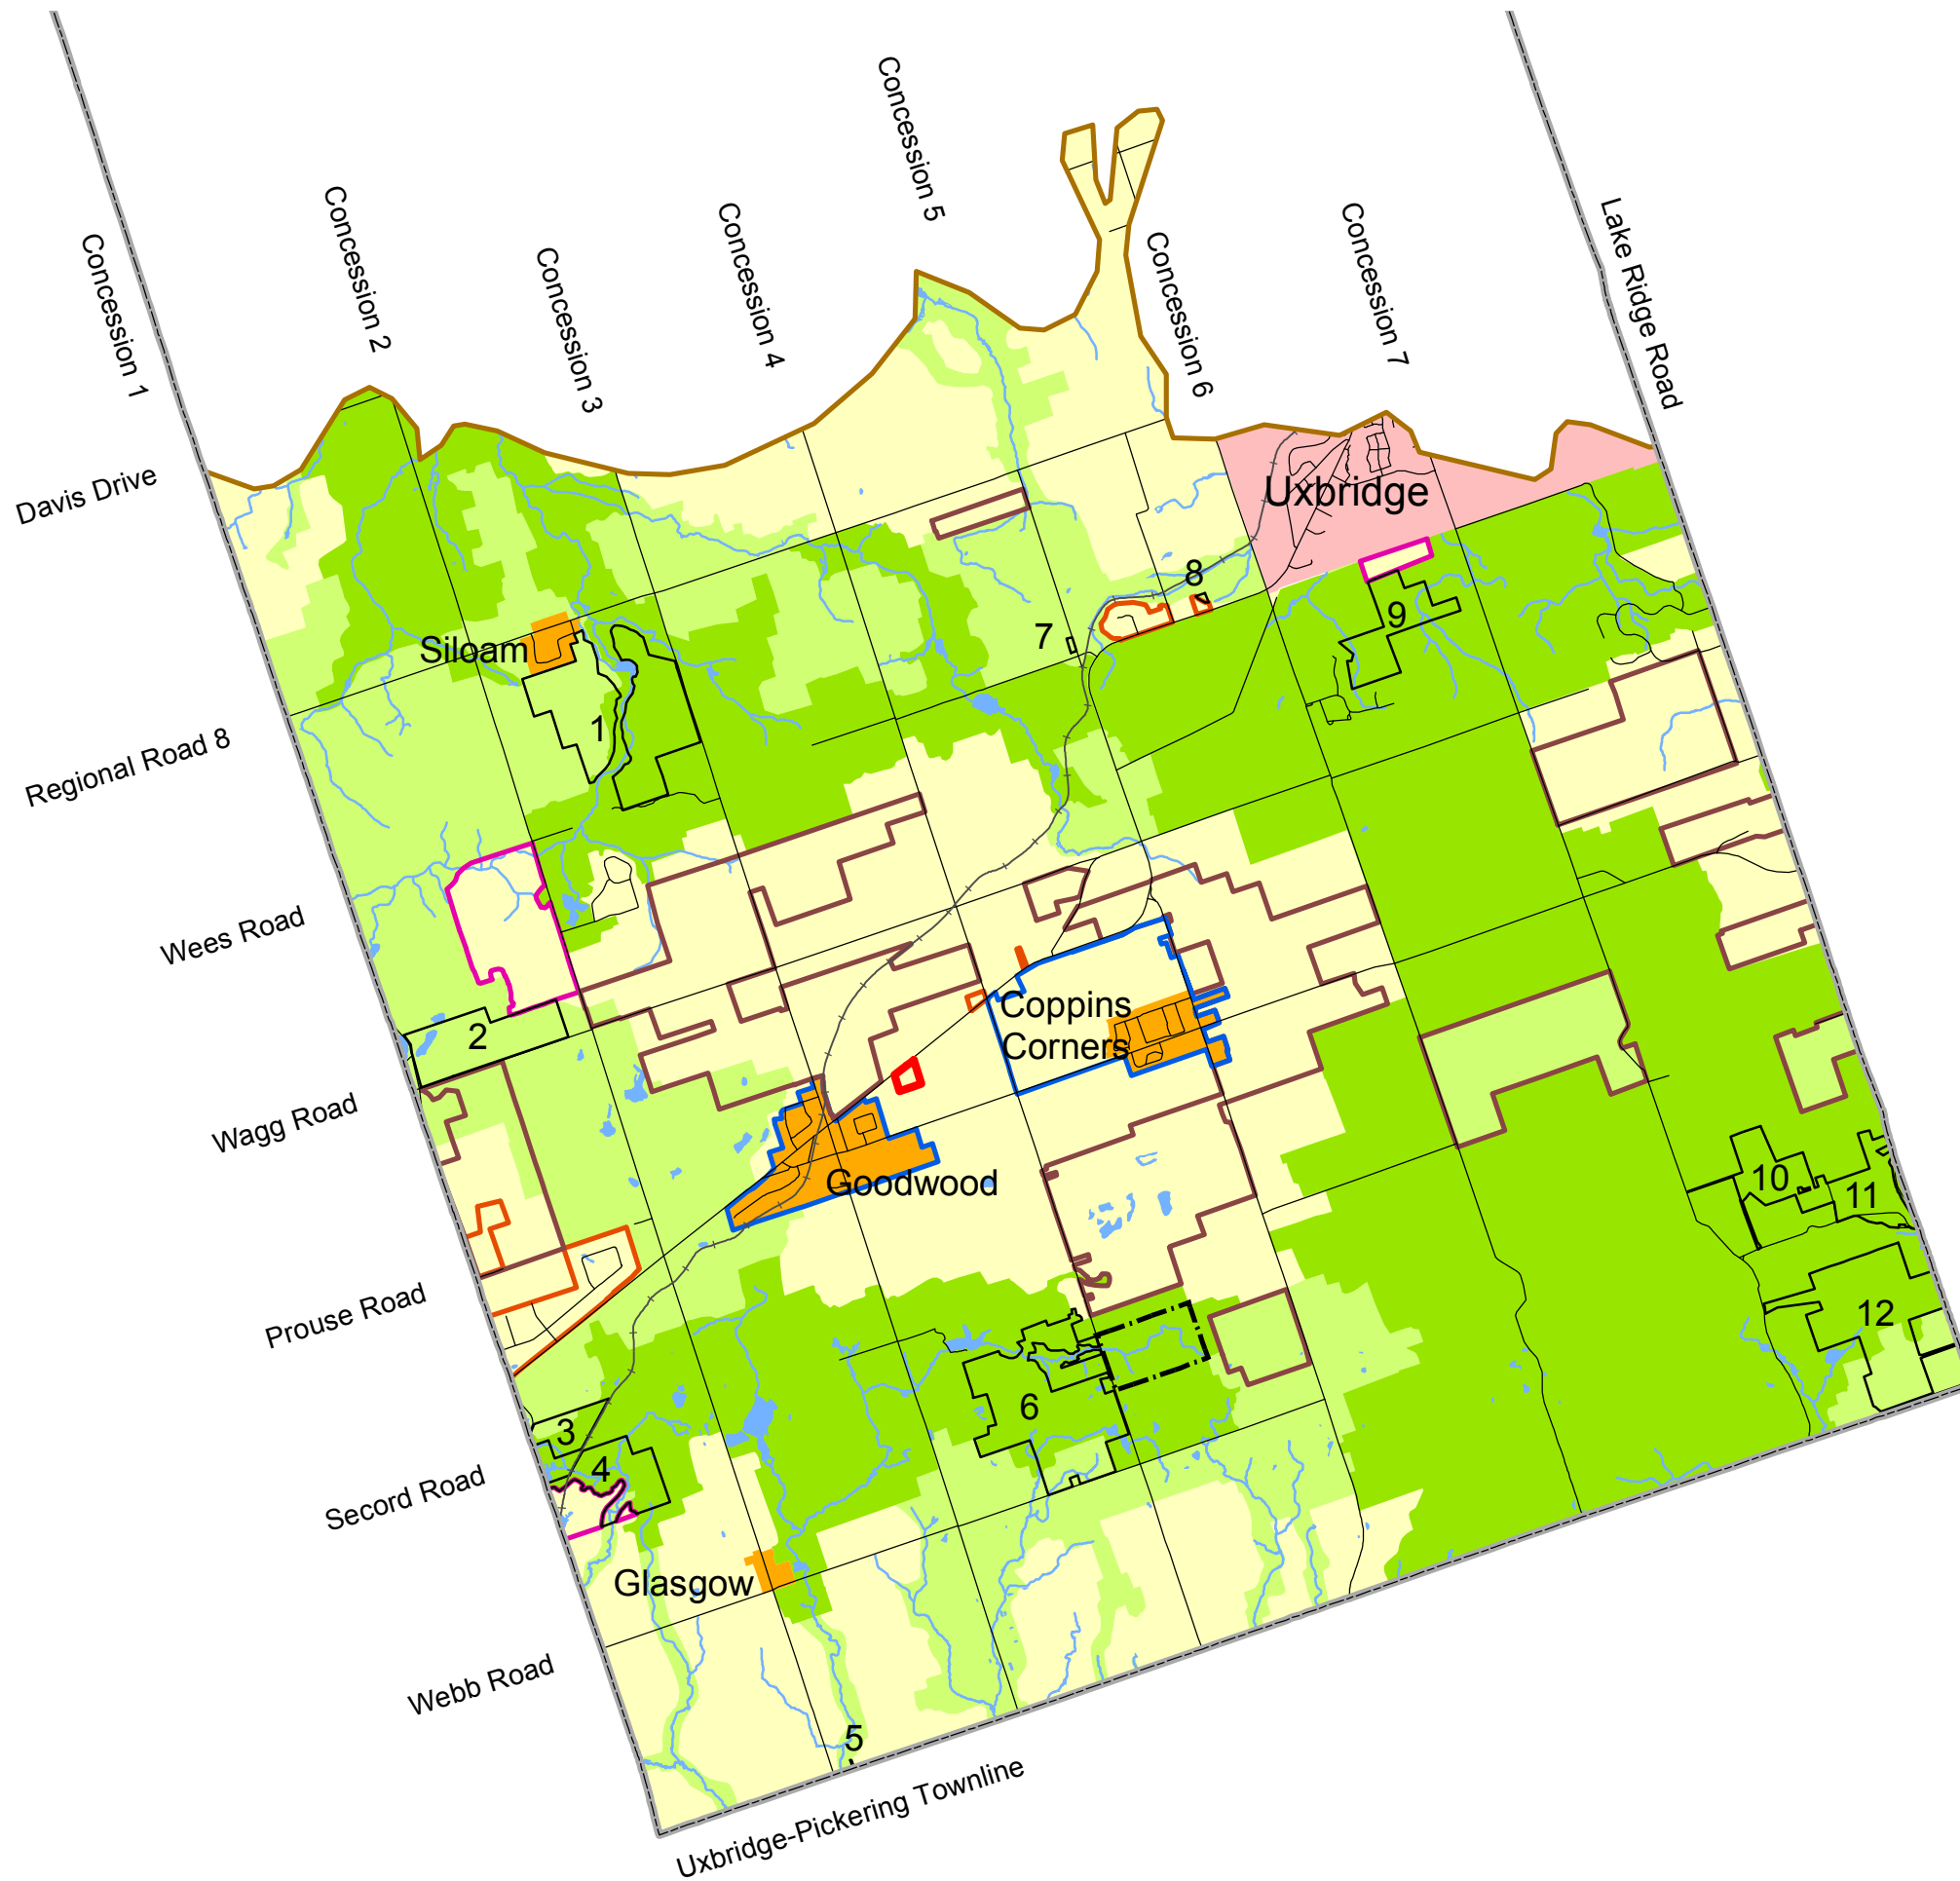 Concession 5
Concession 2
Concession 4
Lake Ridge Road
Concession 7
Concession 1
Concession 3
Concession 6
Davis Drive
Uxbridge
8
9
7
Siloam
1
Regional Road 8
Wees Road
Coppins
Corners
2
Wagg Road
Goodwood
10
11
Prouse Road
12
6
3
4
Secord Road
Glasgow
Webb Road
5
Uxbridge-Pickering Townline